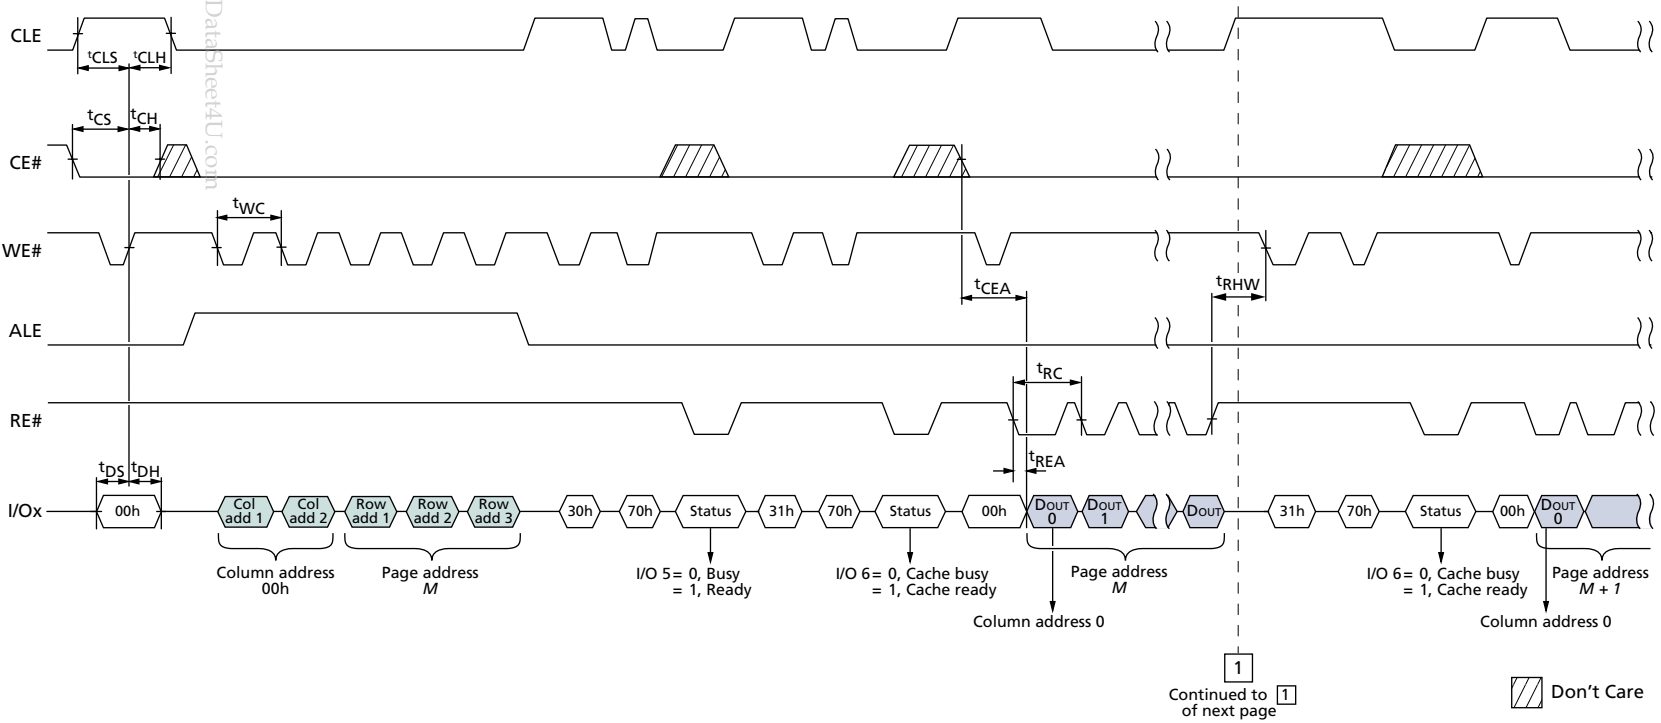 DataSheet4U.com
CLE
tCLS tCLH
tCS tCH
CE#
tWC
WE#
tCEA
tRHW
ALE
tRC
RE#
tREA
tDS tDH
I/Ox
00h
Col add 1
Col add 2
Row add 1
Row add 2
Row add 3
30h
70h
Status
31h
70h
Status
00h
DOUT 0
DOUT 1
DOUT
31h
70h
Status
00h
DOUT 0
Column address
00h
Page address
M
I/O 5 = 0, Busy
= 1, Ready
I/O 6 = 0, Cache busy
= 1, Cache ready
Page address
M
Column address 0
I/O 6 = 0, Cache busy
= 1, Cache ready
Page address
M + 1
Column address 0
1
Continued to 1
of next page
Don't Care